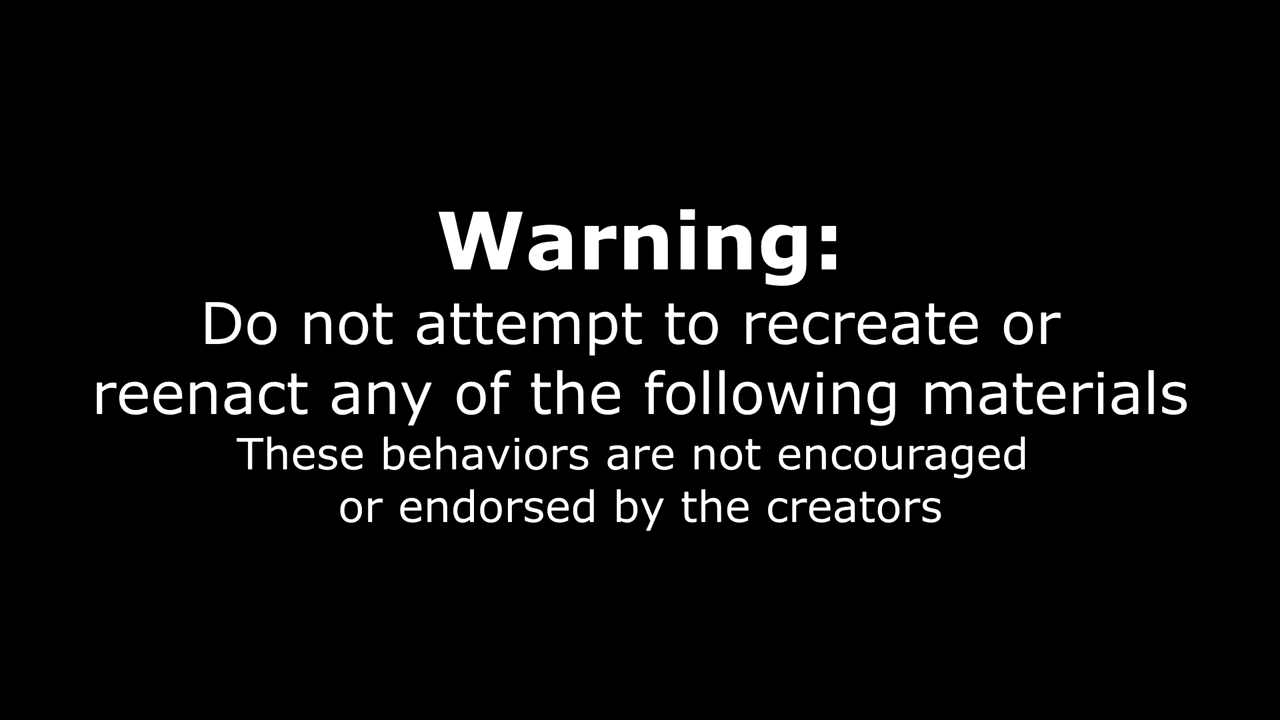 Warning:
Do not attempt to recreate or
reenact any of the following materials
These behaviors are not encouraged
or endorsed by the creators